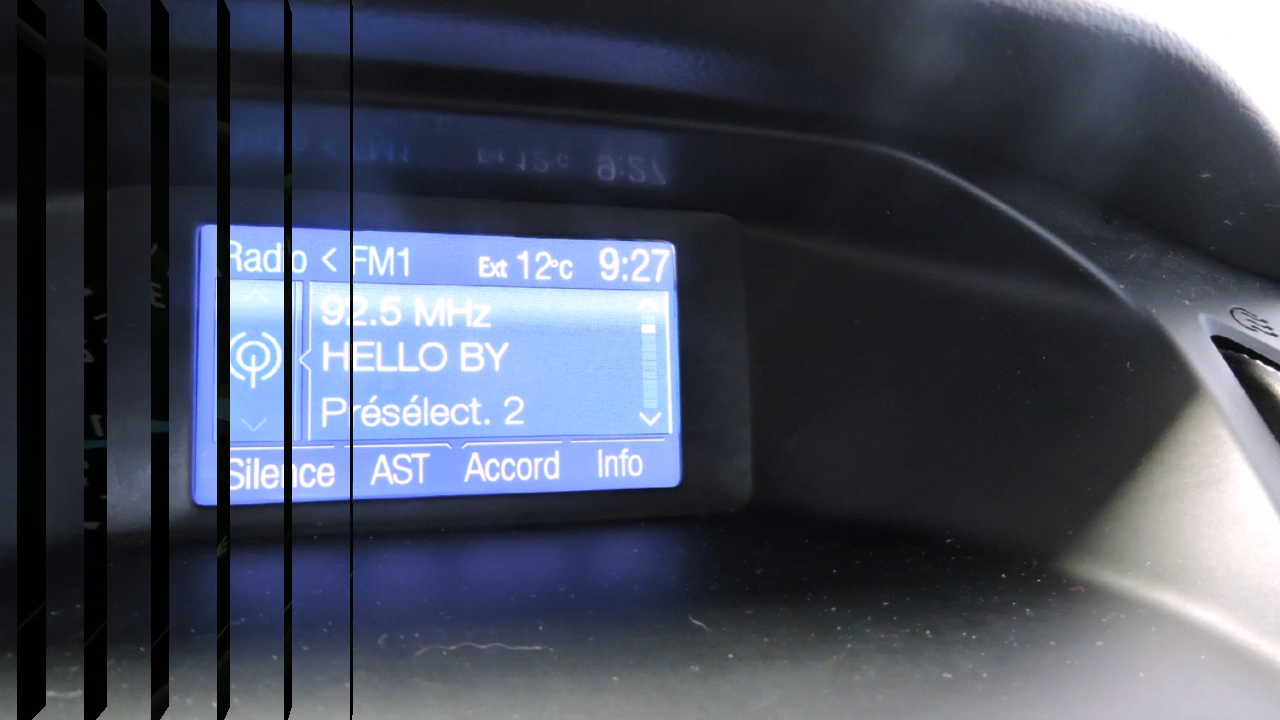 Radio < FM1 Ext 12°C 9:27
92.5 MHz
HELLO BY
Présélect. 2
Silence AST Accord Info